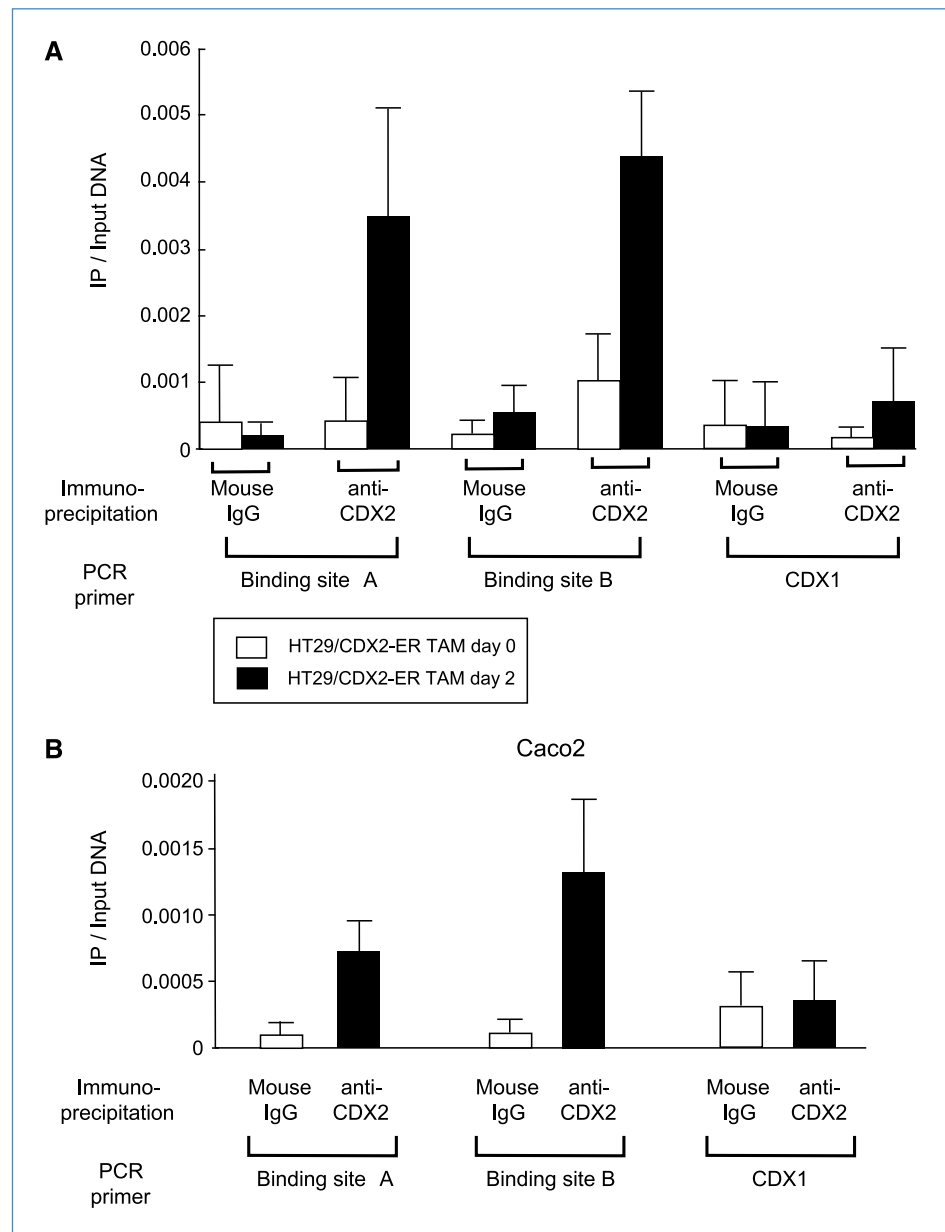 A
0.006
0.005
0.004
0.003
0.002
0.001
0
IP / Input DNA
Immuno-
precipitation
Mouse
IgG
anti-
CDX2
Mouse
IgG
anti-
CDX2
Mouse
IgG
anti-
CDX2
PCR
primer
Binding site A
Binding site B
CDX1
HT29/CDX2-ER TAM day 0
HT29/CDX2-ER TAM day 2
B
Caco2
0.0020
0.0015
0.0010
0.0005
0
IP / Input DNA
Immuno-
precipitation
Mouse
IgG
anti-
CDX2
Mouse
IgG
anti-
CDX2
Mouse
IgG
anti-
CDX2
PCR
primer
Binding site A
Binding site B
CDX1